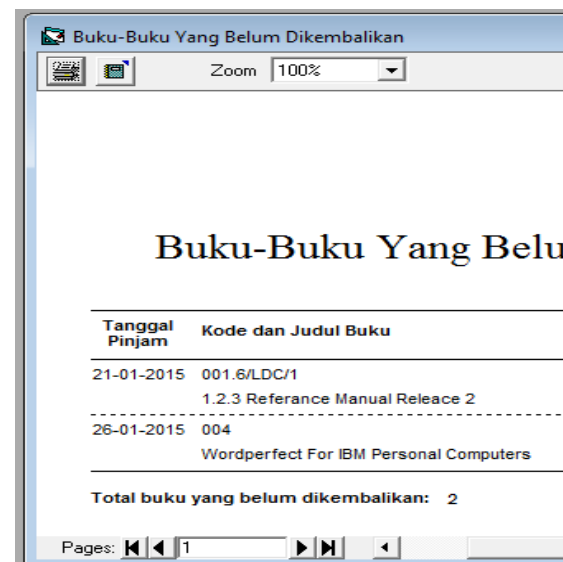 Buku-Buku Yang Belum Dikembalikan
Zoom 100%
Buku-Buku Yang Belu
Tanggal Pinjam Kode dan Judul Buku
21-01-2015 001.6/LDC/1
1.2.3 Referance Manual Releace 2
26-01-2015 004
Wordperfect For IBM Personal Computers
Total buku yang belum dikembalikan: 2
Pages: 1